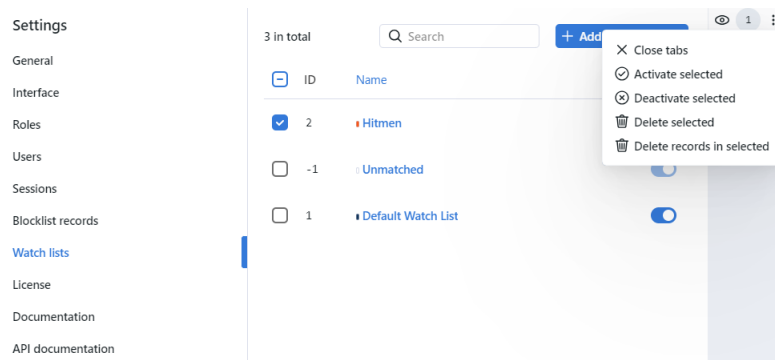 Settings
General
Interface
Roles
Users
Sessions
Blocklist records
Watch lists
License
Documentation
API documentation
3 in total
Search
+ Add
1
ID Name
2 Hitmen
-1 Unmatched
1 Default Watch List
Close tabs
Activate selected
Deactivate selected
Delete selected
Delete records in selected